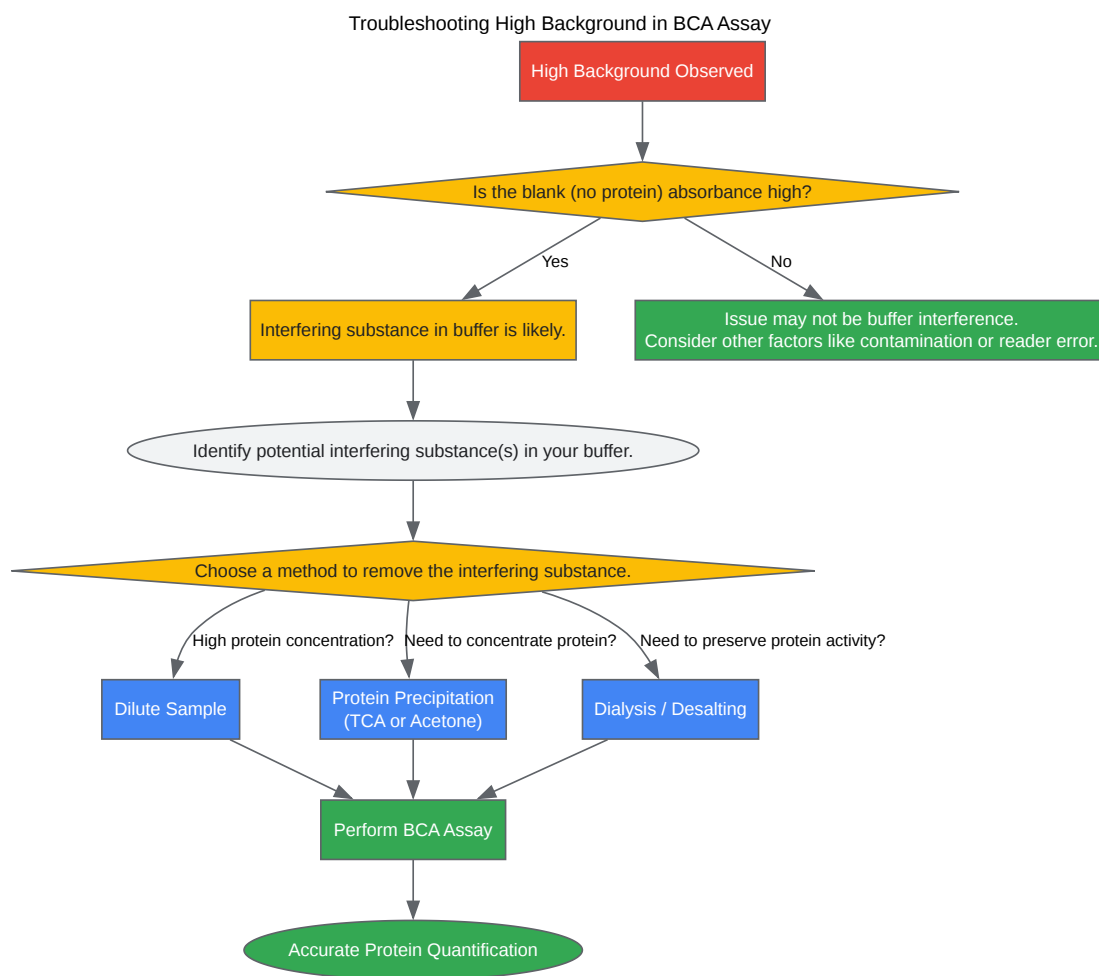 Troubleshooting High Background in BCA Assay
High Background Observed
Is the blank (no protein) absorbance high?
Yes
No
Interfering substance in buffer is likely.
Issue may not be buffer interference.
Consider other factors like contamination or reader error.
Identify potential interfering substance(s) in your buffer.
Choose a method to remove the interfering substance.
High protein concentration?
Need to concentrate protein?
Need to preserve protein activity?
Dilute Sample
Protein Precipitation
(TCA or Acetone)
Dialysis / Desalting
Perform BCA Assay
Accurate Protein Quantification